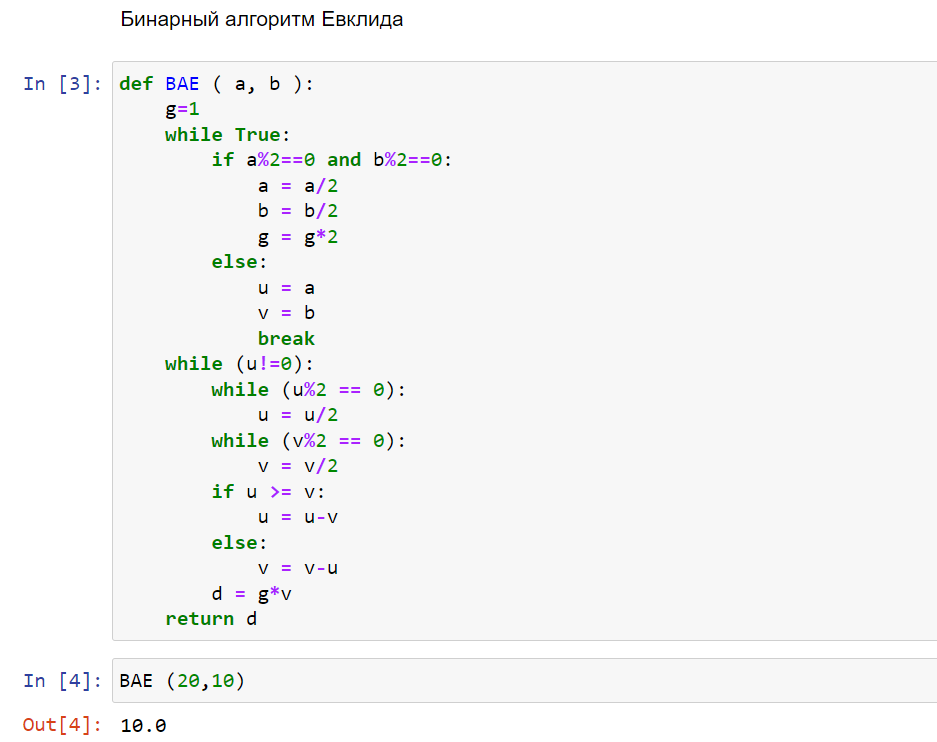 Бинарный алгоритм Евклида
In [3]: def BAE ( a, b ):
    g=1
    while True:
        if a%2==0 and b%2==0:
            a = a/2
            b = b/2
            g = g*2
        else:
            u = a
            v = b
            break
    while (u!=0):
        while (u%2 == 0):
            u = u/2
        while (v%2 == 0):
            v = v/2
        if u >= v:
            u = u-v
        else:
            v = v-u
        d = g*v
    return d
In [4]: BAE (20,10)
Out[4]: 10.0